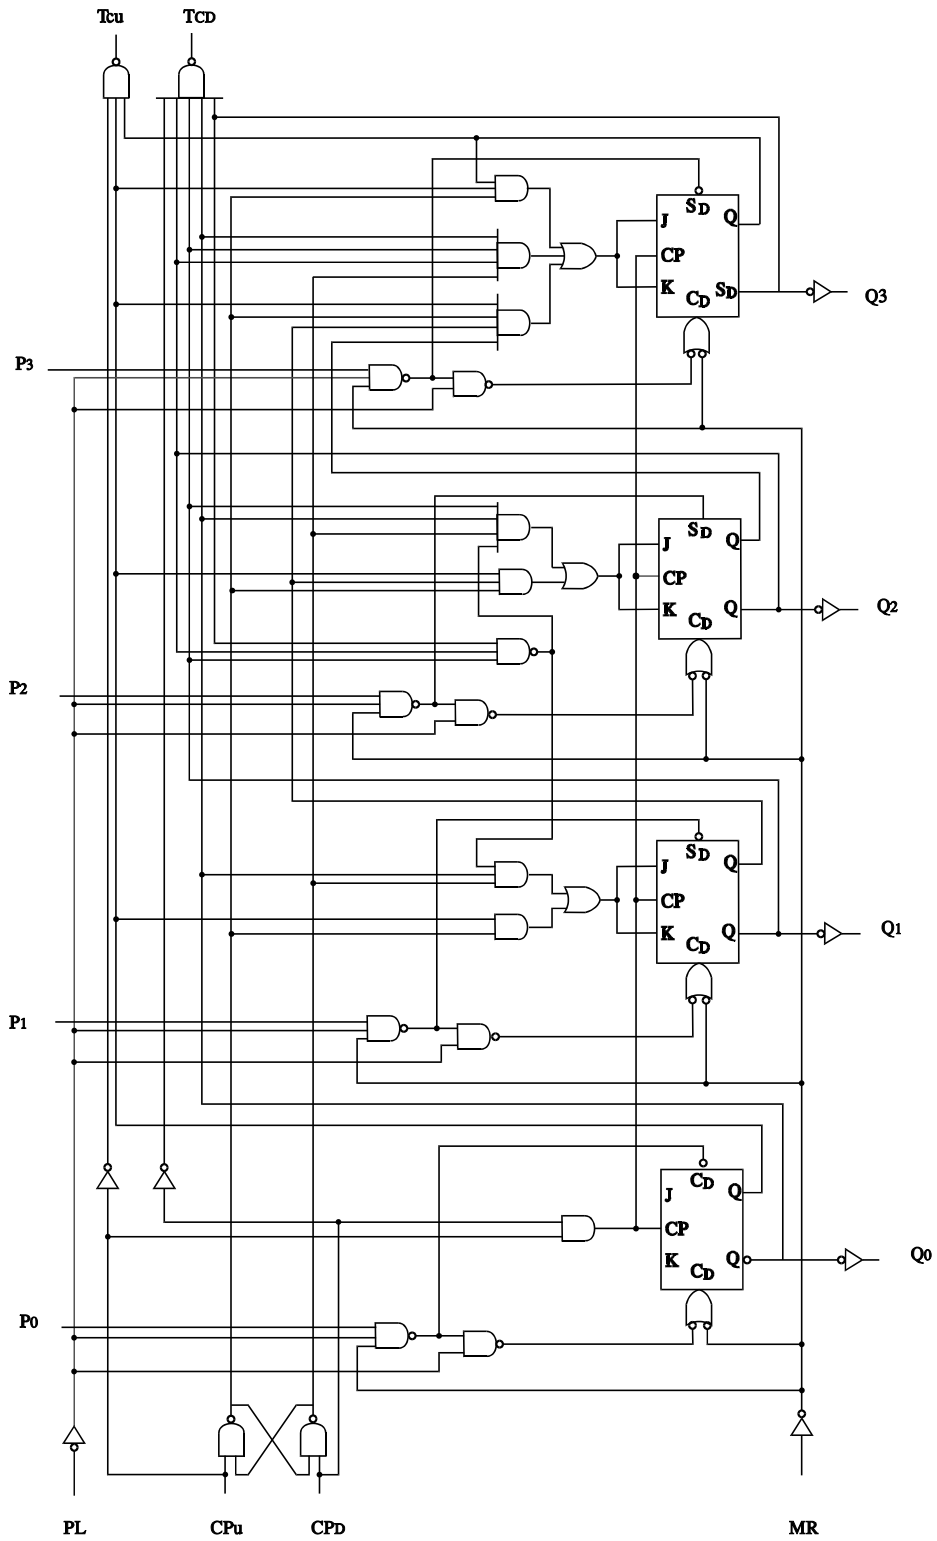 Tcu TCD
SD Q
J
CP
K CD SD Q3
P3
SD Q
J
CP
K CD Q Q2
P2
SD Q
J
CP
K CD Q Q1
P1
CD Q
J
CP
K CD Q Q0
P0
PL CPu CPD MR